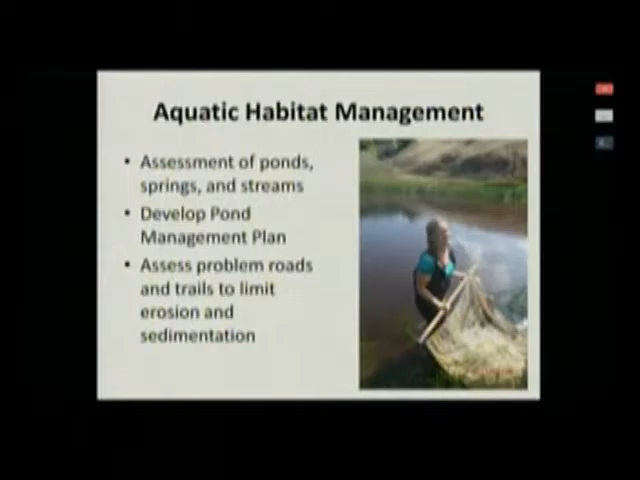 Aquatic Habitat Management
• Assessment of ponds,
springs, and streams
• Develop Pond
Management Plan
• Assess problem roads
and trails to limit
erosion and
sedimentation